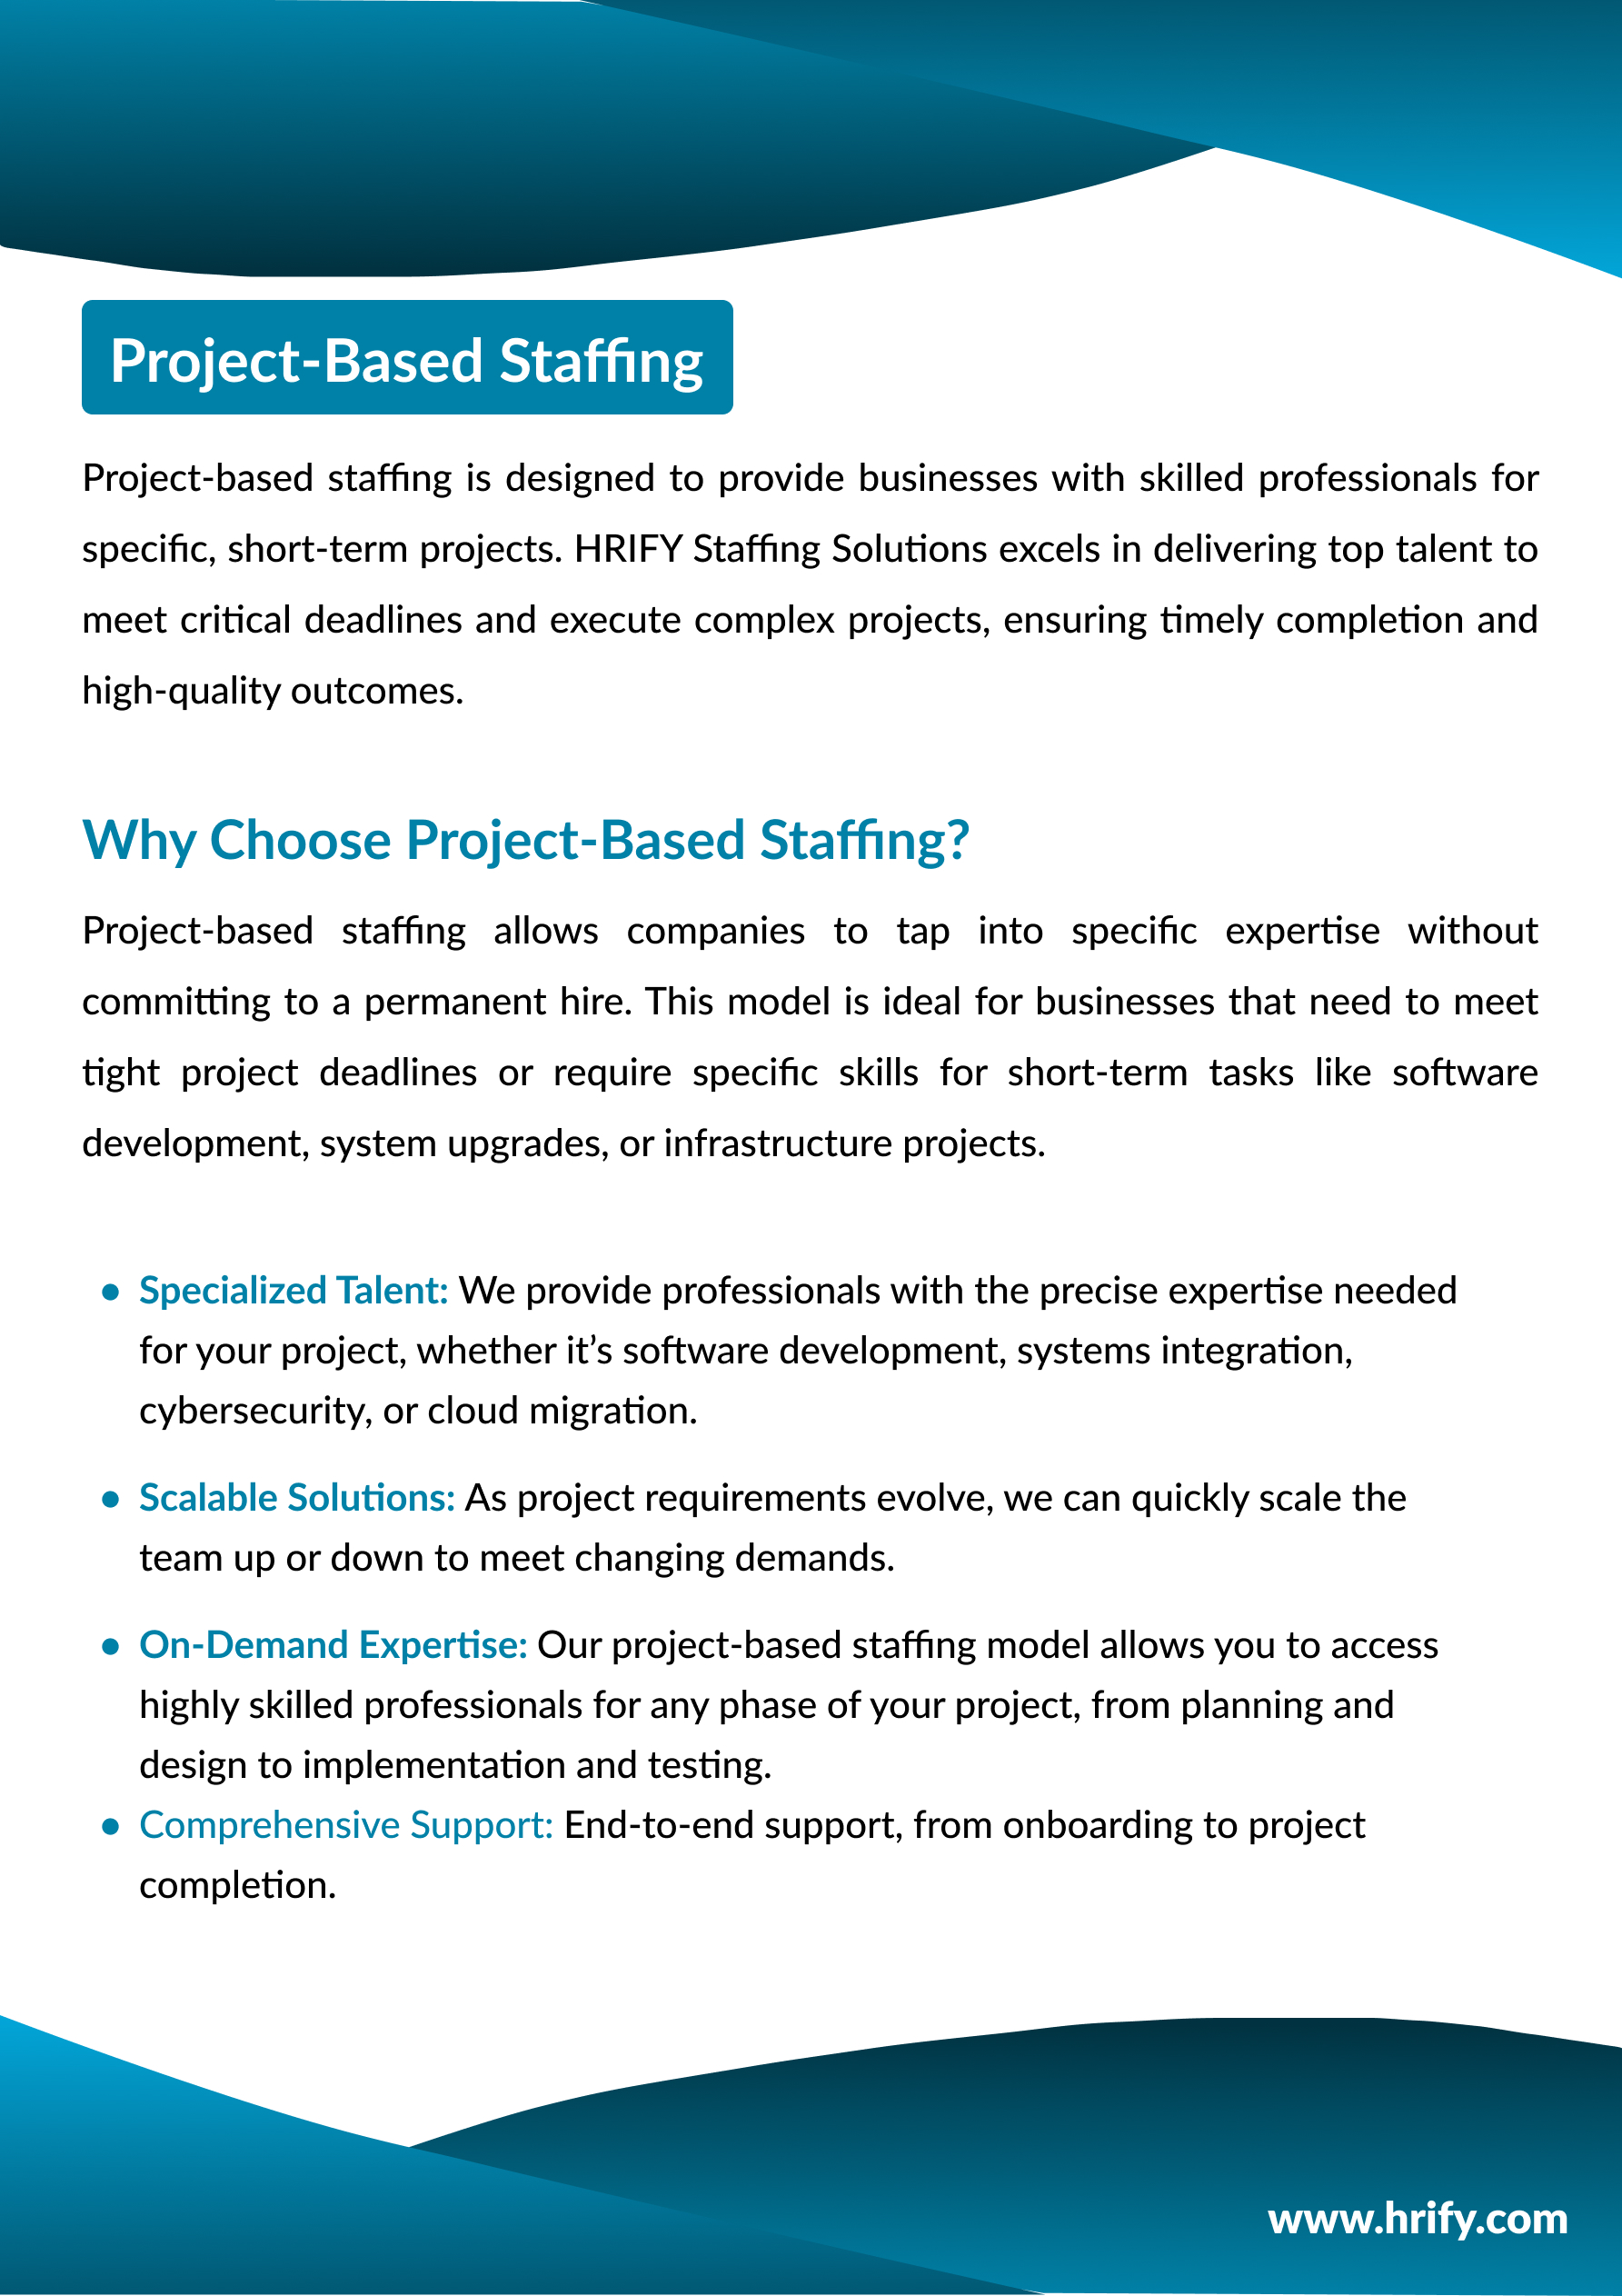 Project-Based Staffing
Project-based staffing is designed to provide businesses with skilled professionals for
specific, short-term projects. HRIFY Staffing Solutions excels in delivering top talent to
meet critical deadlines and execute complex projects, ensuring timely completion and
high-quality outcomes.
Why Choose Project-Based Staffing?
Project-based staffing allows companies to tap into specific expertise without
committing to a permanent hire. This model is ideal for businesses that need to meet
tight project deadlines or require specific skills for short-term tasks like software
development, system upgrades, or infrastructure projects.
• Specialized Talent: We provide professionals with the precise expertise needed
for your project, whether it’s software development, systems integration,
cybersecurity, or cloud migration.
• Scalable Solutions: As project requirements evolve, we can quickly scale the
team up or down to meet changing demands.
• On-Demand Expertise: Our project-based staffing model allows you to access
highly skilled professionals for any phase of your project, from planning and
design to implementation and testing.
• Comprehensive Support: End-to-end support, from onboarding to project
completion.
www.hrify.com